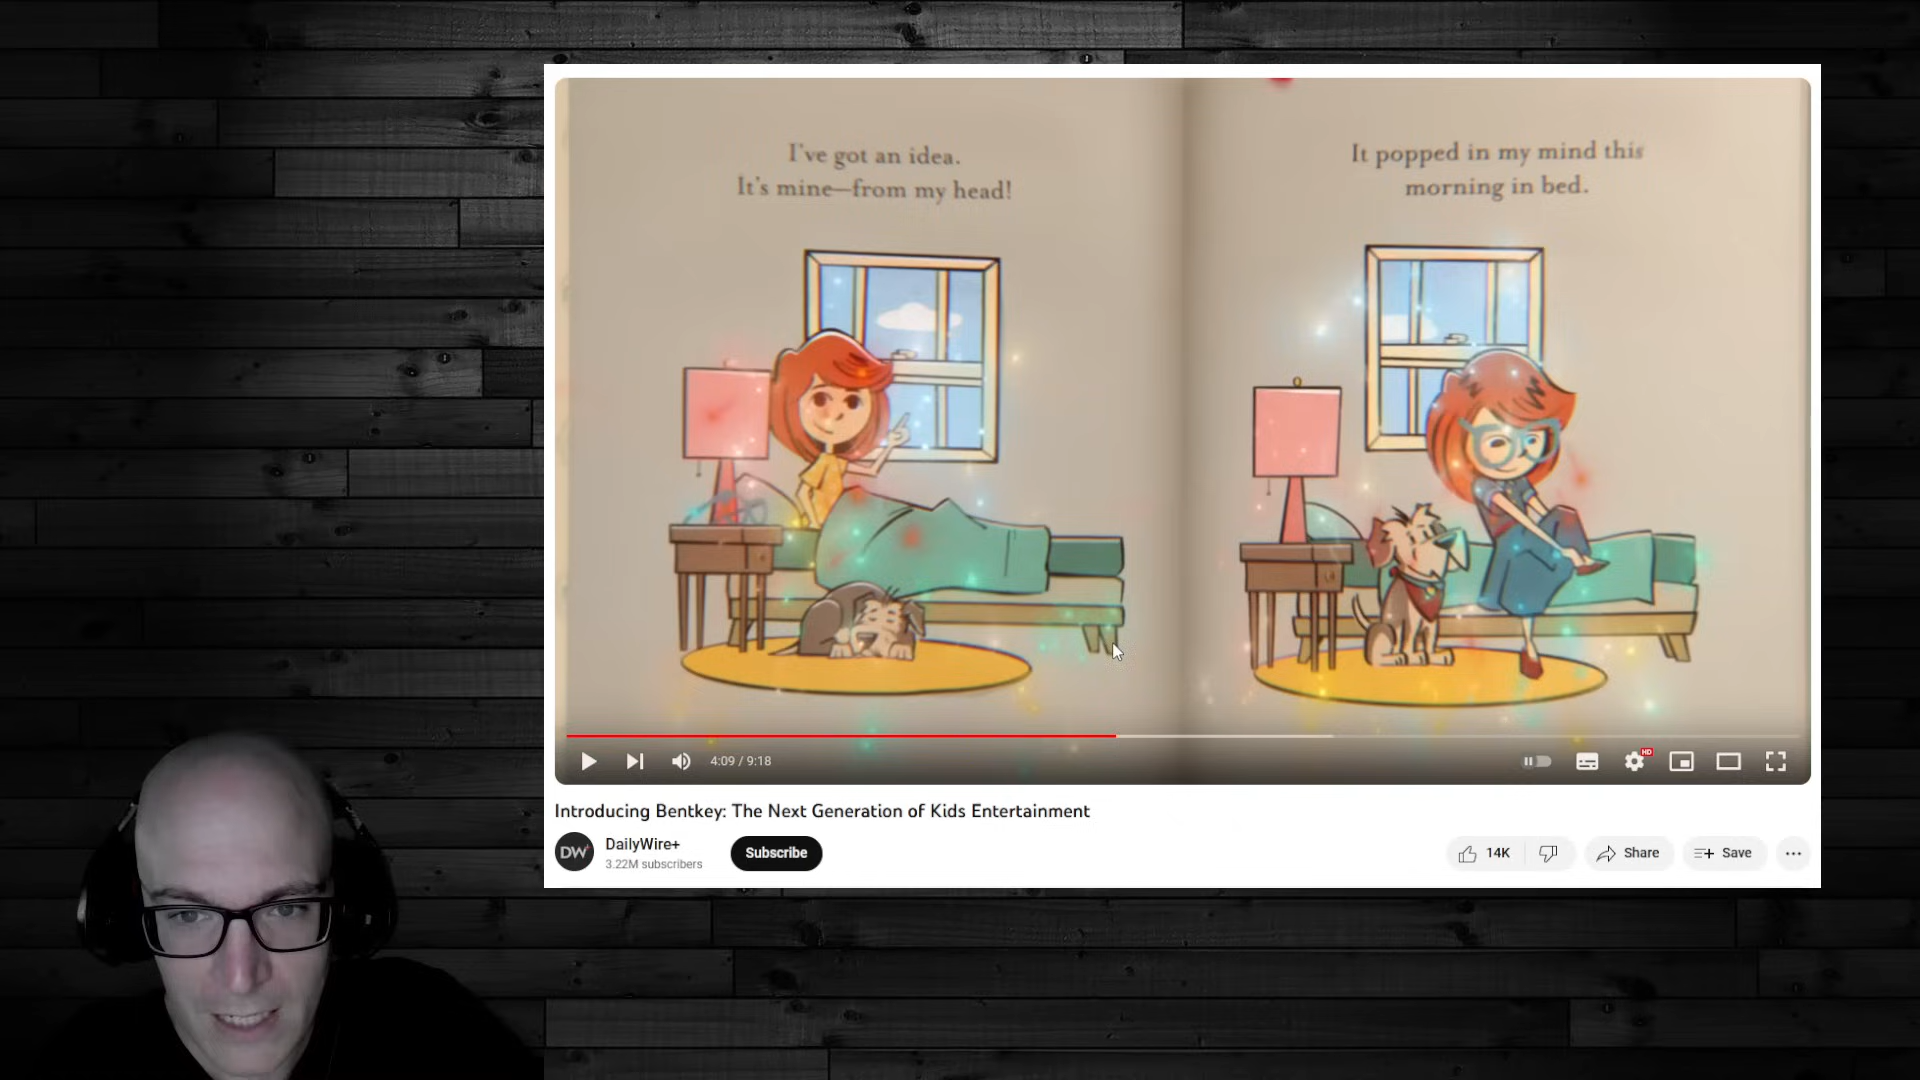 I've got an idea.
It's mine—from my head!
It popped in my mind this
morning in bed.
4:09 / 9:18
HD
Introducing Bentkey: The Next Generation of Kids Entertainment
DW+
DailyWire+
3.22M subscribers
Subscribe
14K
Share
Save